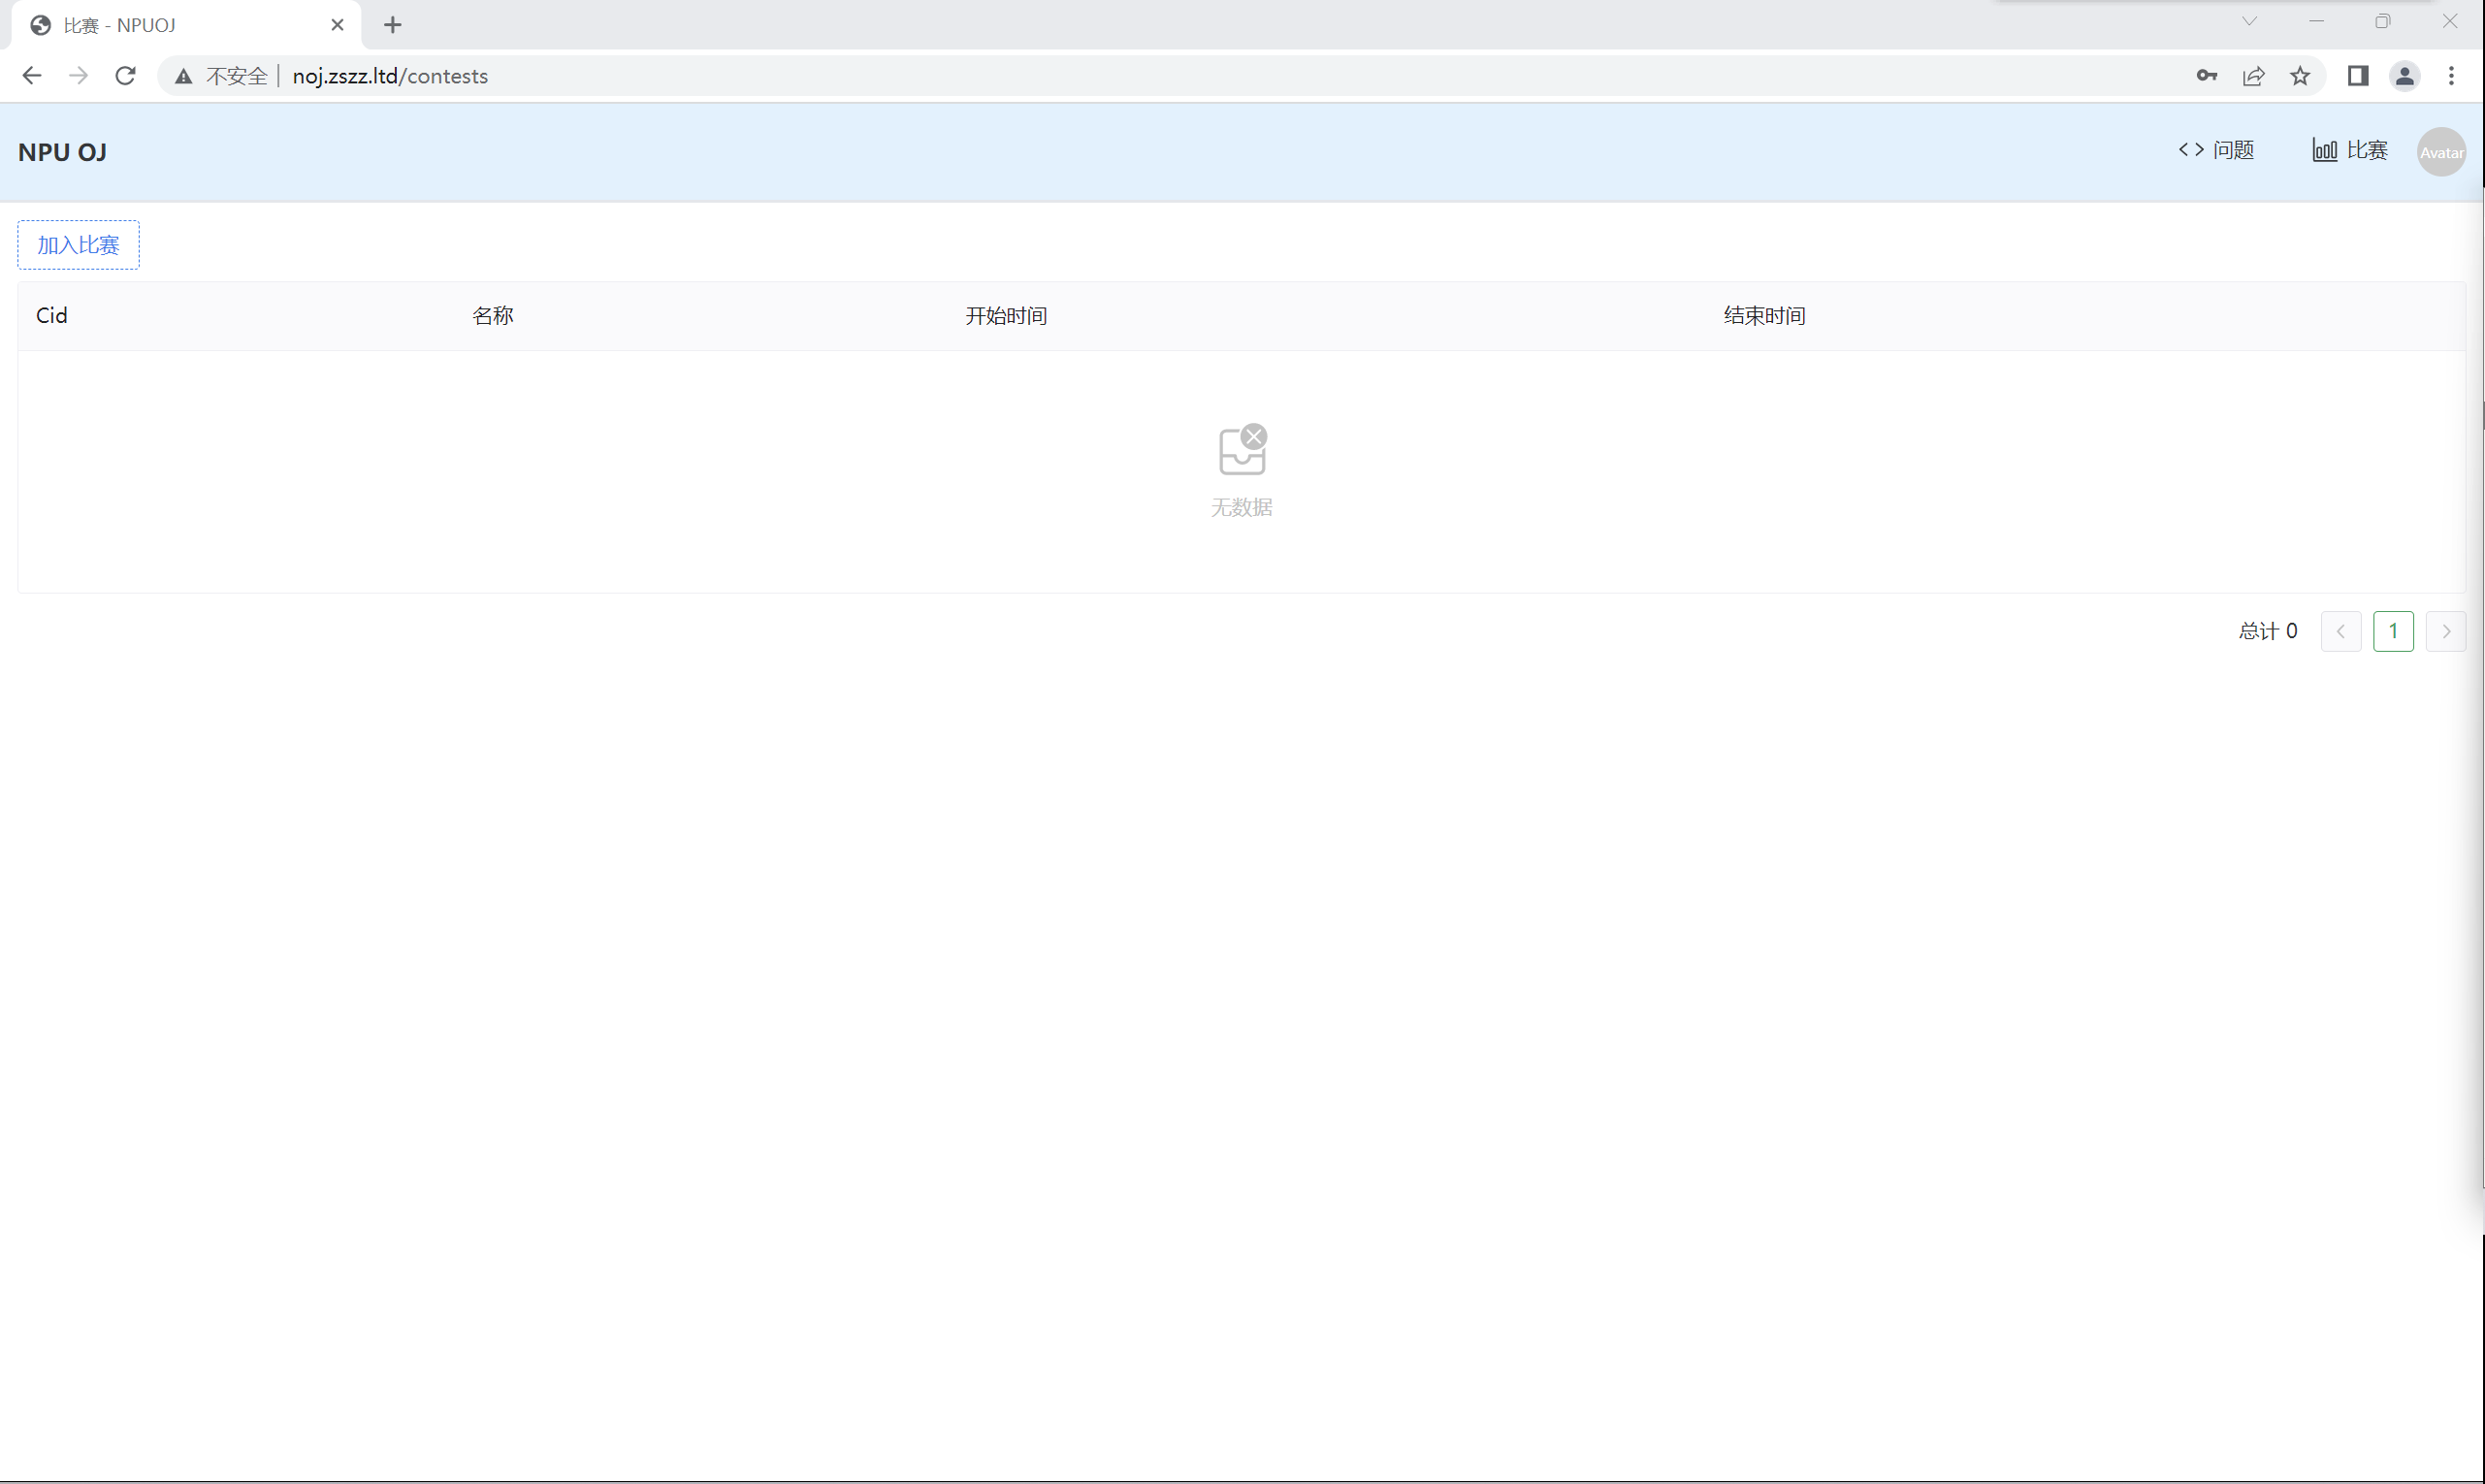 比赛 - NPUOJ
不安全 noj.zszz.ltd/contests
NPU OJ
问题
比赛
Avatar
加入比赛
Cid 名称 开始时间 结束时间
无数据
总计 0 1